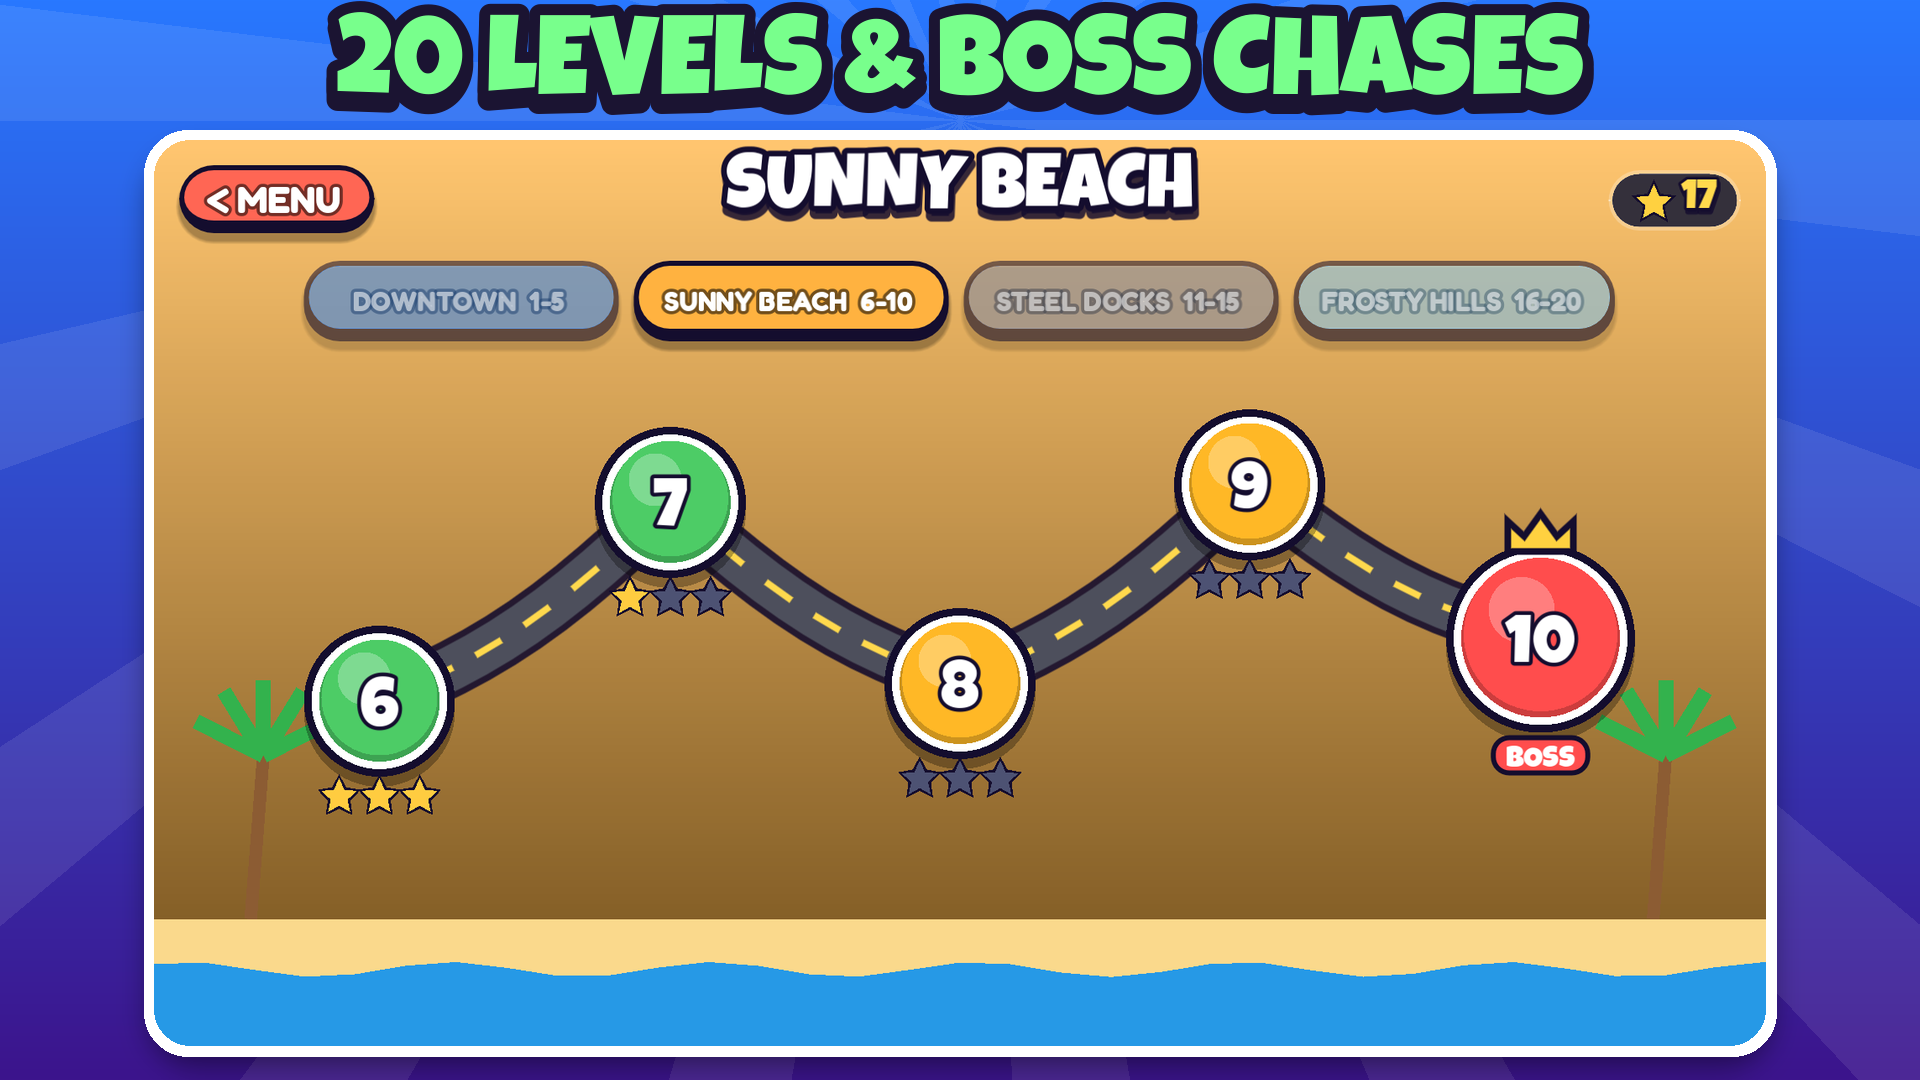 20 LEVELS & BOSS CHASES
< MENU
SUNNY BEACH
17
DOWNTOWN 1-5
SUNNY BEACH 6-10
STEEL DOCKS 11-15
FROSTY HILLS 16-20
6
7
8
9
10
BOSS